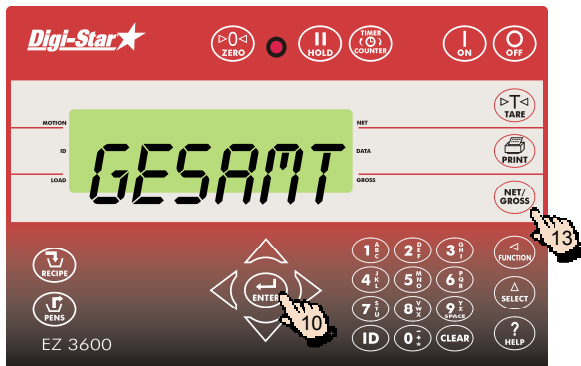 Digi-Star
▷0◁ ZERO
HOLD
TIMER COUNTER
ON
OFF
MOTION
NET
▷T◁ TARE
ID
GESAMT
DATA
PRINT
LOAD
GROSS
NET/
GROSS
13
RECIPE
1 A B C
2 D E F
3 G H I
FUNCTION
ENTER
10
4 J K L
5 M N O
6 P Q R
SELECT
PENS
7 S T U
8 V W X
9 Y Z SPACE
EZ 3600
ID
0 - * .
CLEAR
? HELP